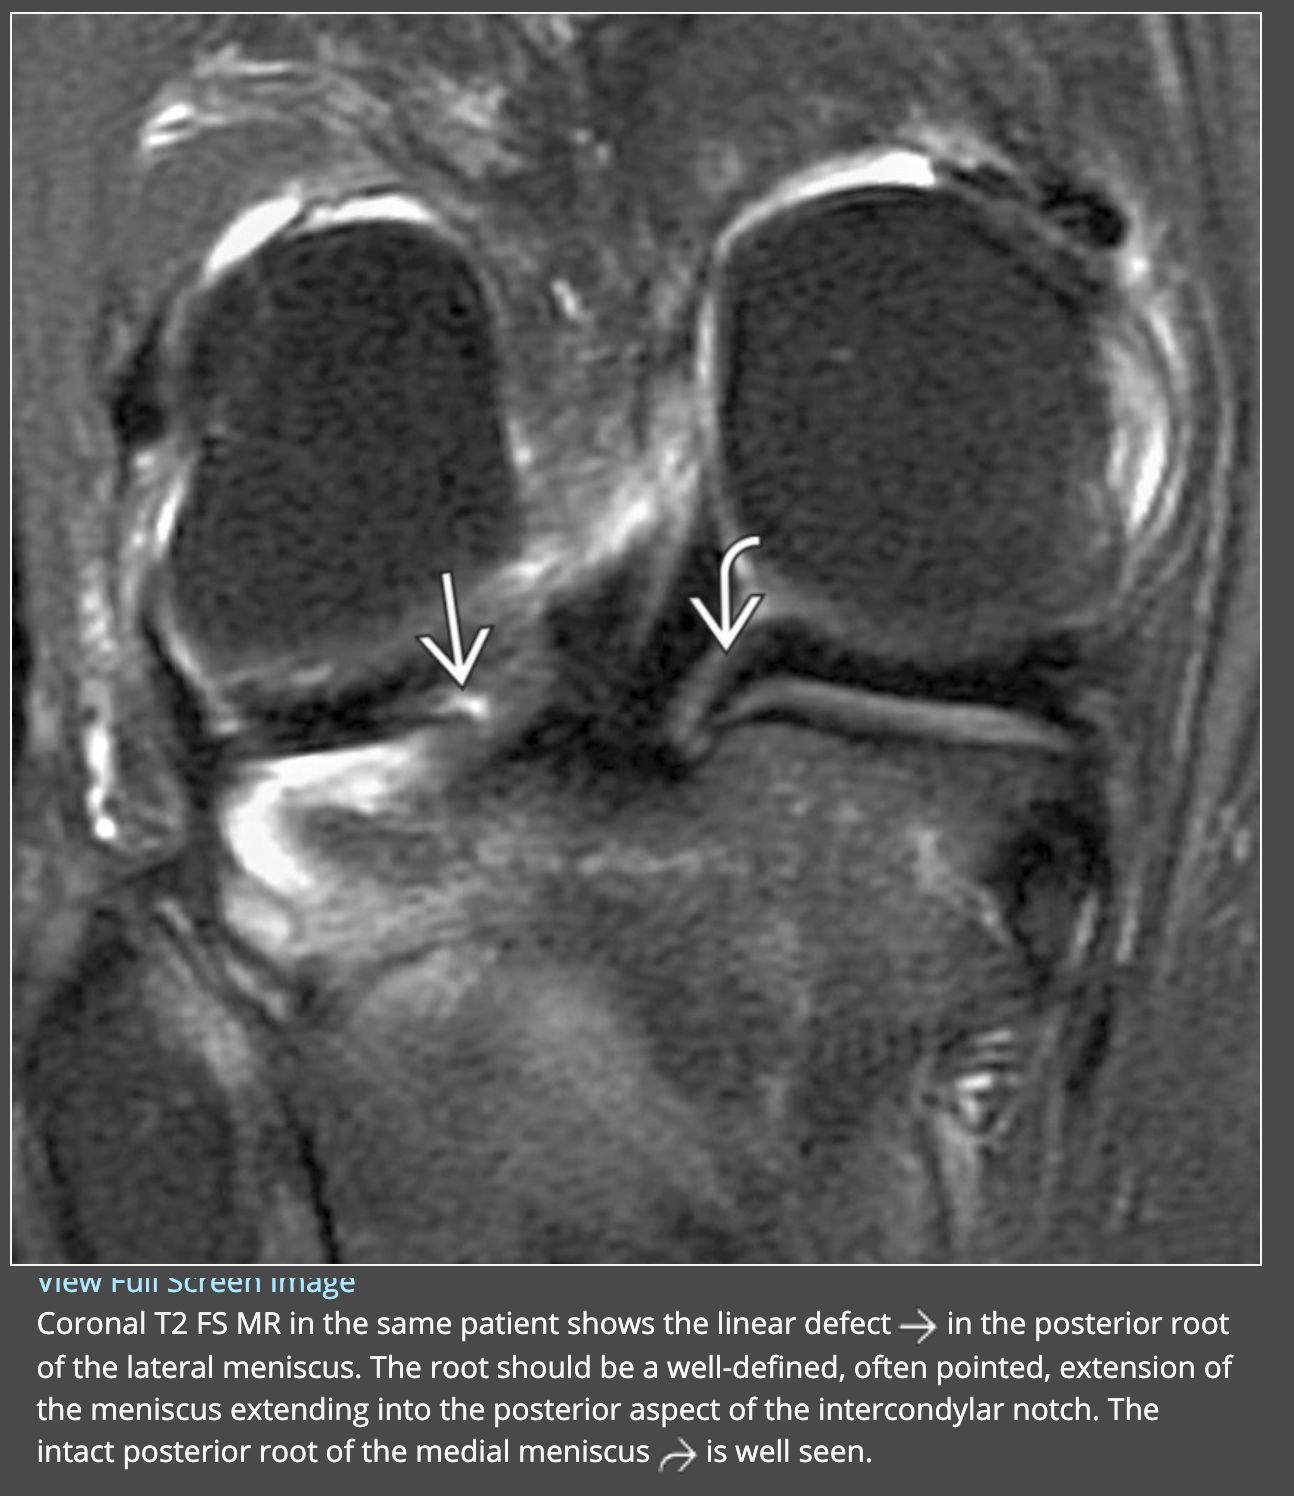 View Full Screen Image
Coronal T2 FS MR in the same patient shows the linear defect → in the posterior root
of the lateral meniscus. The root should be a well-defined, often pointed, extension of
the meniscus extending into the posterior aspect of the intercondylar notch. The
intact posterior root of the medial meniscus ↱ is well seen.